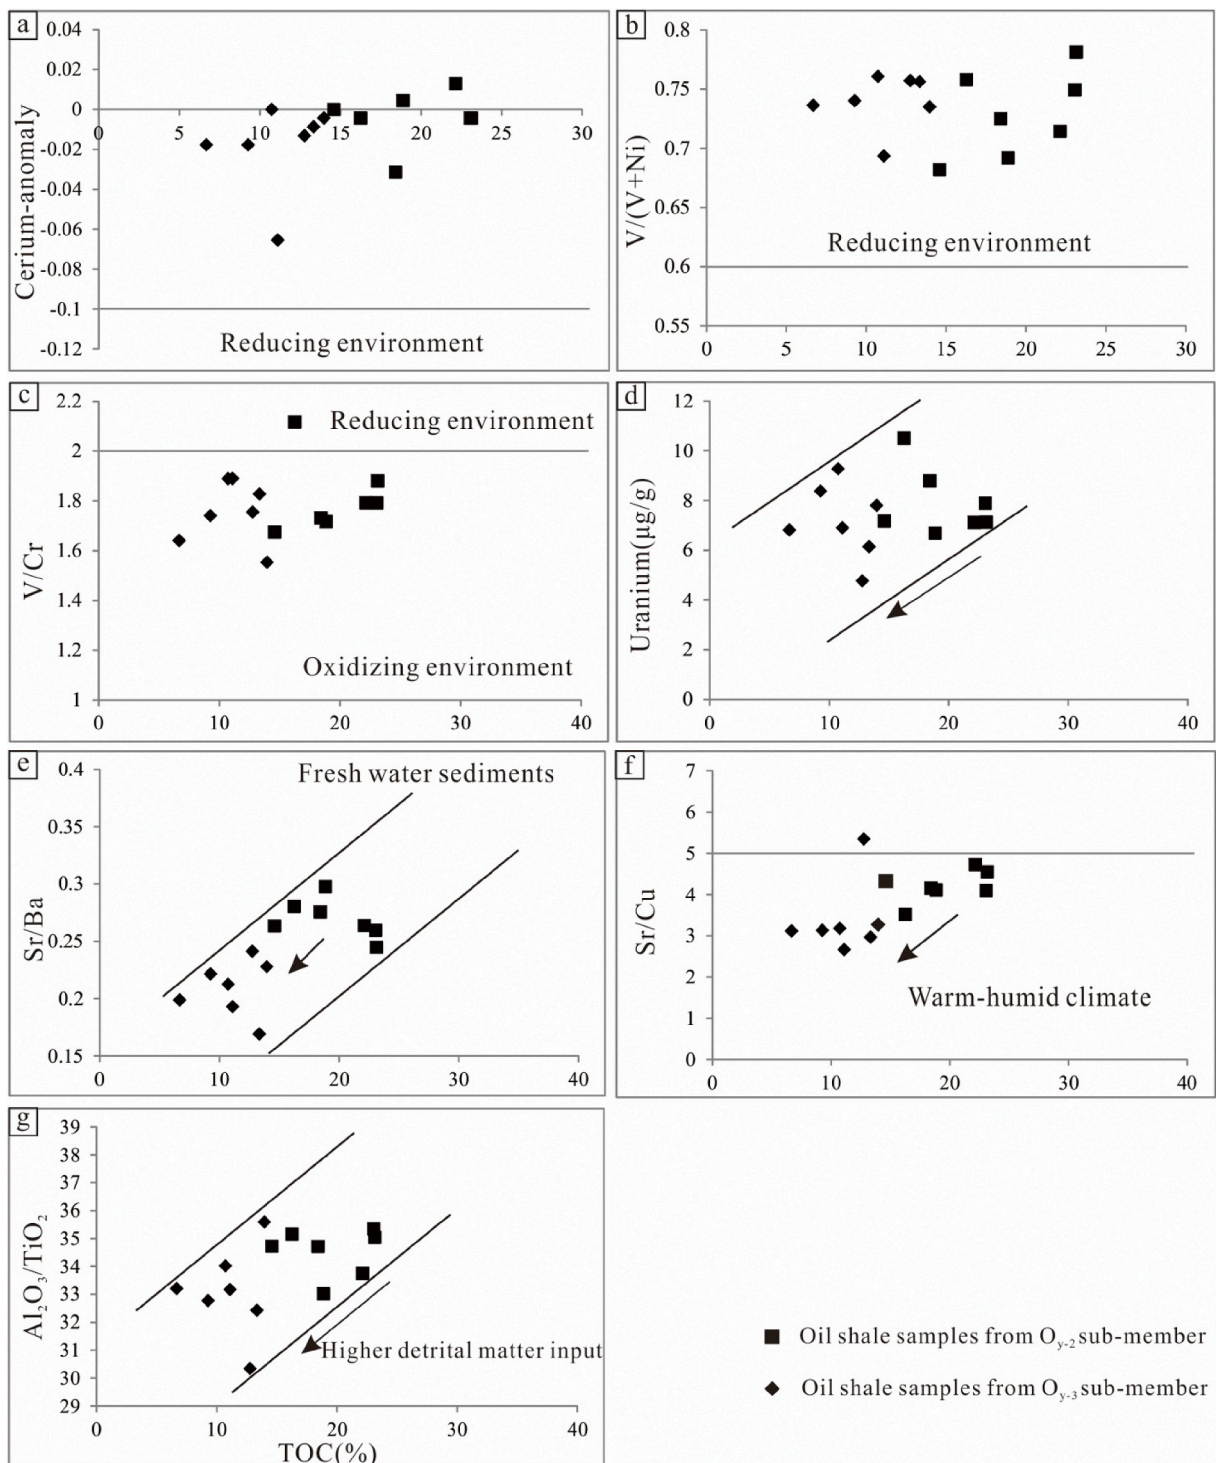 a
0.04
0.02
0
-0.02
-0.04
-0.06
-0.08
-0.1
-0.12
5 10 15 20 25 30
Cerium-anomaly
Reducing environment
b
0.8
0.75
0.7
0.65
0.6
0.55
0 5 10 15 20 25 30
V/(V+Ni)
Reducing environment
c
2.2
2
1.8
1.6
1.4
1.2
1
0 10 20 30 40
V/Cr
Reducing environment
Oxidizing environment
d
12
10
8
6
4
2
0
0 10 20 30 40
Uranium(μg/g)
e
0.4
0.35
0.3
0.25
0.2
0.15
0 10 20 30 40
Sr/Ba
Fresh water sediments
f
7
6
5
4
3
2
1
0
0 10 20 30 40
Sr/Cu
Warm-humid climate
g
39
38
37
36
35
34
33
32
31
30
29
0 10 20 30 40
Al₂O₃/TiO₂
Higher detrital matter input
TOC(%)
Oil shale samples from Oy-2 sub-member
Oil shale samples from Oy-3 sub-member